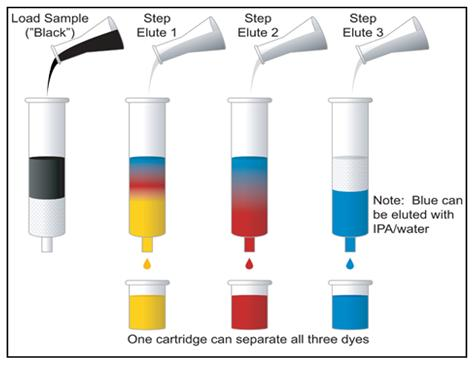 Load Sample
("Black")
Step
Elute 1
Step
Elute 2
Step
Elute 3
Note:  Blue can
be eluted with
IPA/water
One cartridge can separate all three dyes